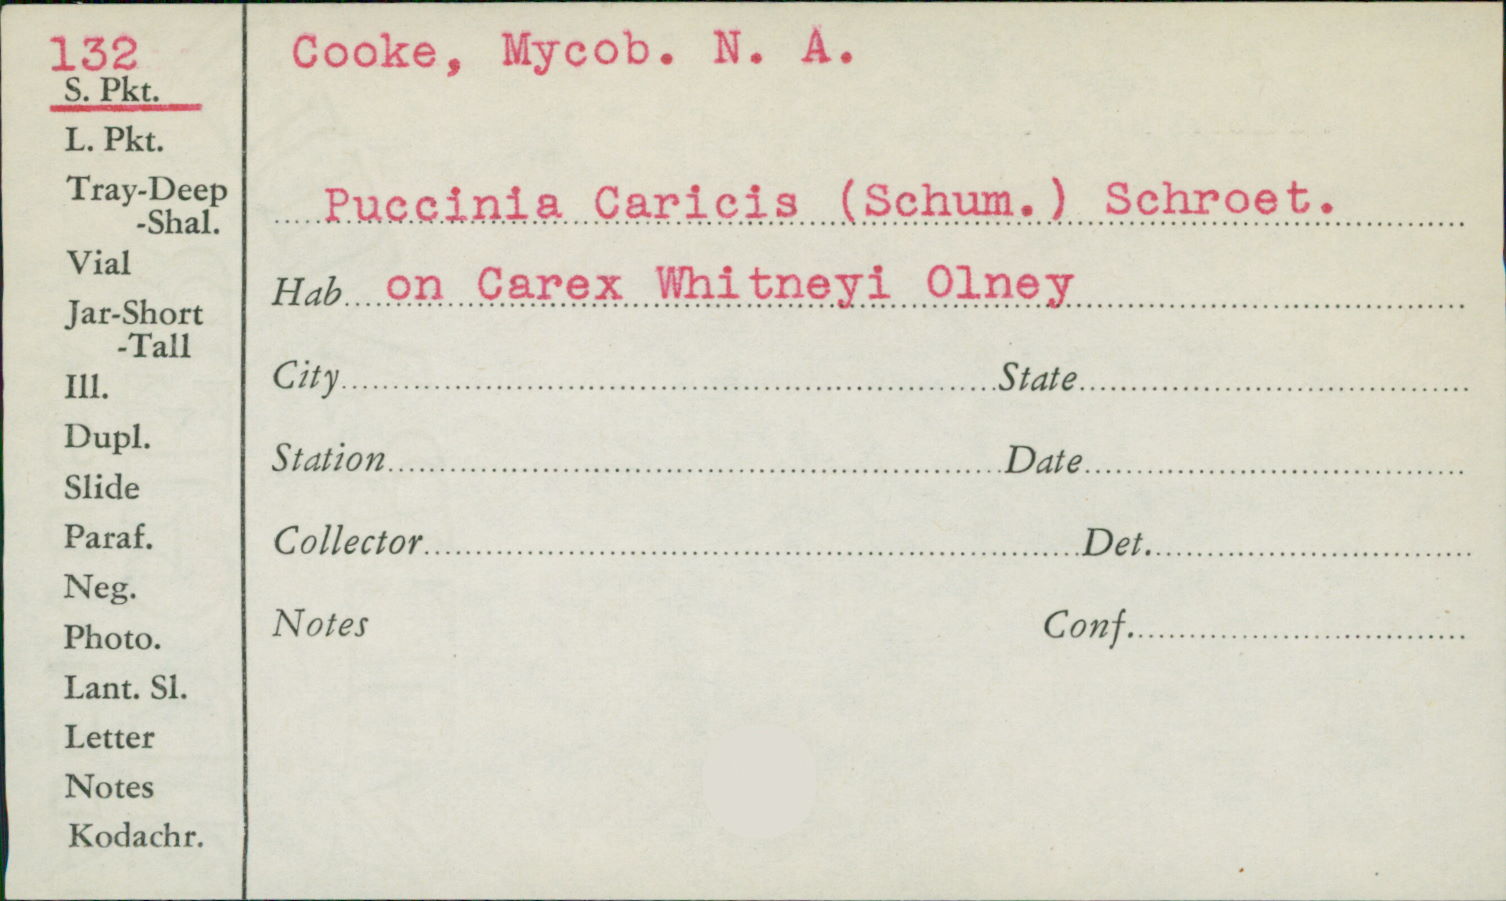 132
S. Pkt.
L. Pkt.
Tray-Deep
-Shal.
Vial
Jar-Short
-Tall
Ill.
Dupl.
Slide
Paraf.
Neg.
Photo.
Lant. Sl.
Letter
Notes
Kodachr.
Cooke, Mycob. N. A.
Puccinia Caricis (Schum.) Schroet.
Hab on Carex Whitneyi Olney
City State
Station Date
Collector Det.
Notes Conf.